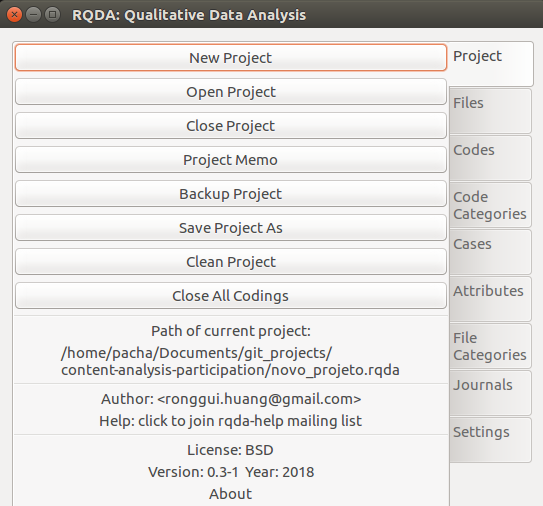 RQDA: Qualitative Data Analysis
New Project
Open Project
Close Project
Project Memo
Backup Project
Save Project As
Clean Project
Close All Codings
Path of current project:
/home/pacha/Documents/git_projects/
content-analysis-participation/novo_projeto.rqda
Author: <ronggui.huang@gmail.com>
Help: click to join rqda-help mailing list
License: BSD
Version: 0.3-1 Year: 2018
About
Project
Files
Codes
Code
Categories
Cases
Attributes
File
Categories
Journals
Settings